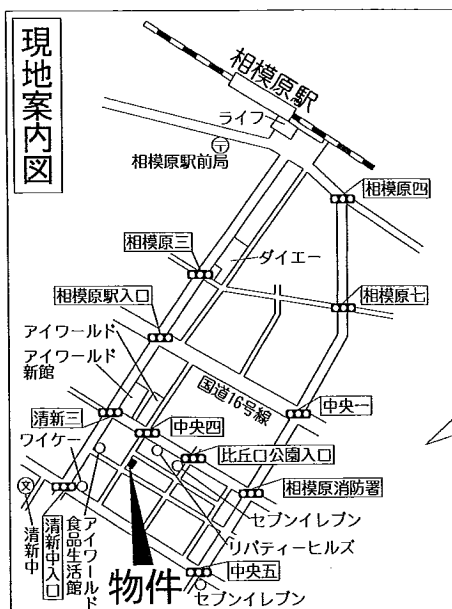 現地案内図
相模原駅
ライフ
〒
相模原駅前局
相模原四
相模原三
ダイエー
相模原駅入口
相模原七
アイワールド
アイワールド
新館
国道16号線
清新三
中央四
中央一
ワイケー
比丘口公園入口
文
相模原消防署
清新中
清新中入口
アイワールド
食品生活館
セブンイレブン
リバティーヒルズ
物件
中央五
セブンイレブン